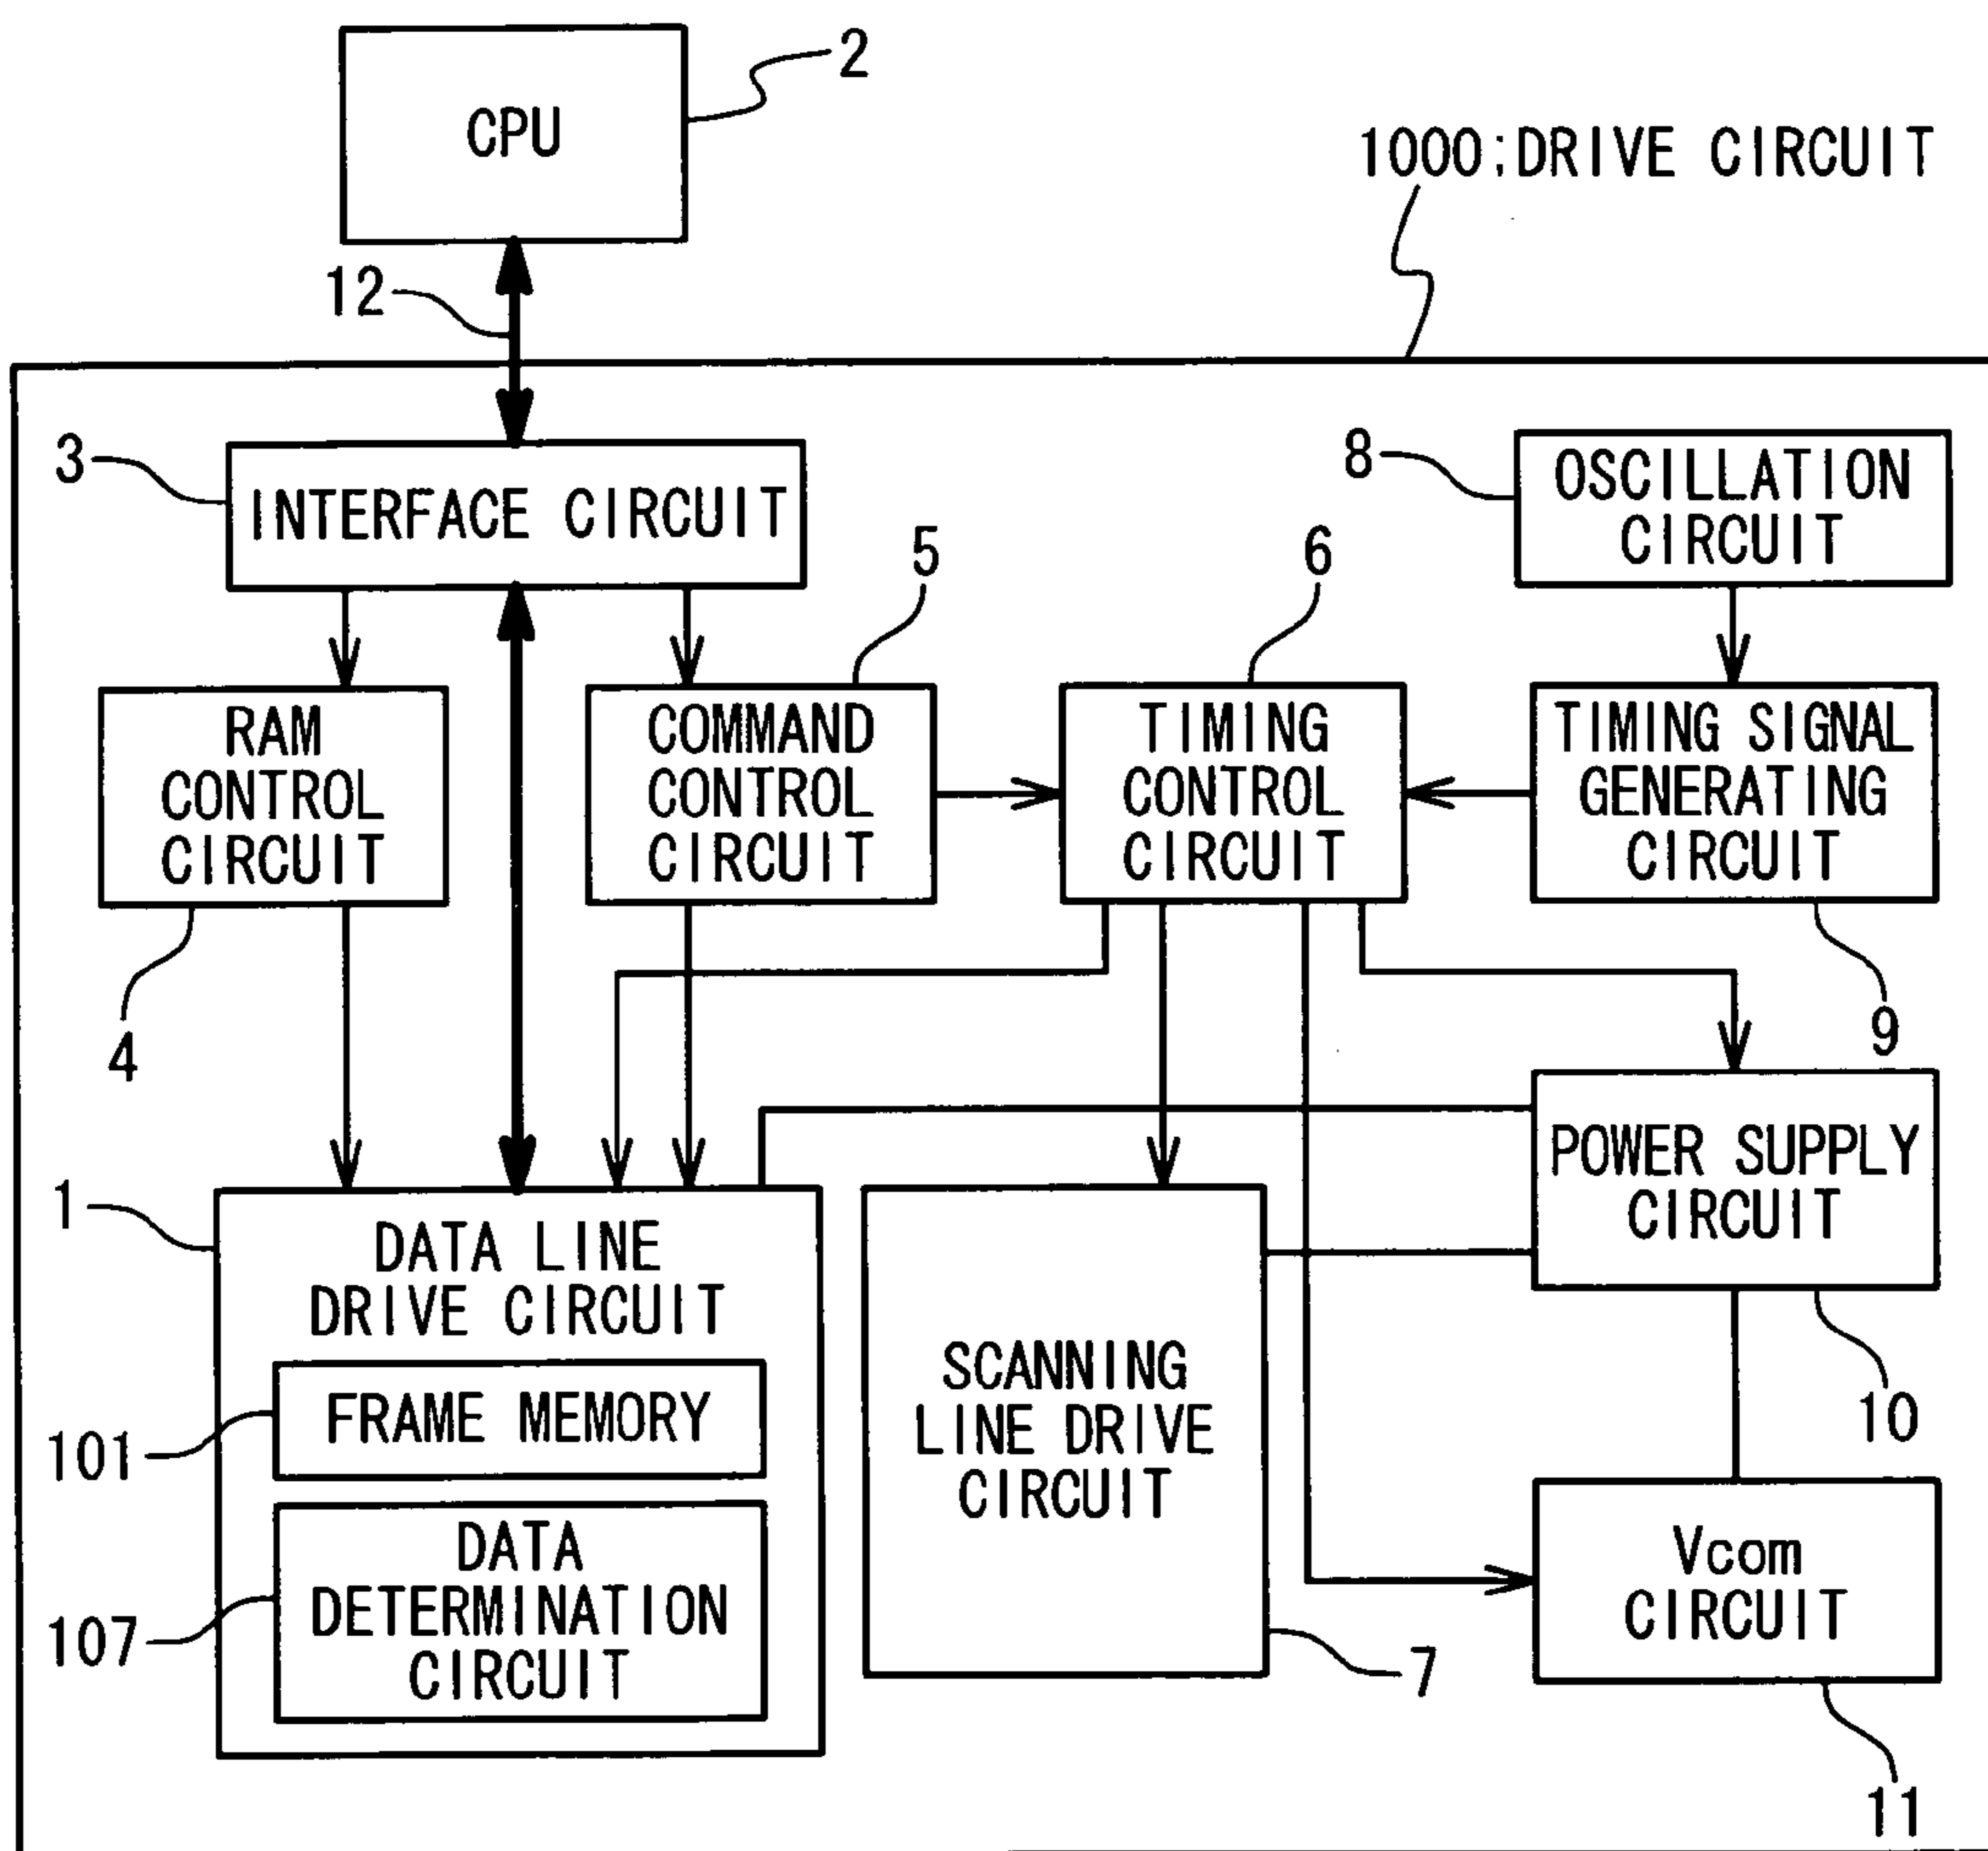 CPU
2
1000;DRIVE CIRCUIT
12
3
INTERFACE CIRCUIT
8
OSCILLATION
CIRCUIT
5
6
RAM
CONTROL
CIRCUIT
COMMAND
CONTROL
CIRCUIT
TIMING
CONTROL
CIRCUIT
TIMING SIGNAL
GENERATING
CIRCUIT
4
9
1
DATA LINE
DRIVE CIRCUIT
POWER SUPPLY
CIRCUIT
101
FRAME MEMORY
SCANNING
LINE DRIVE
CIRCUIT
10
107
DATA
DETERMINATION
CIRCUIT
7
Vcom
CIRCUIT
11